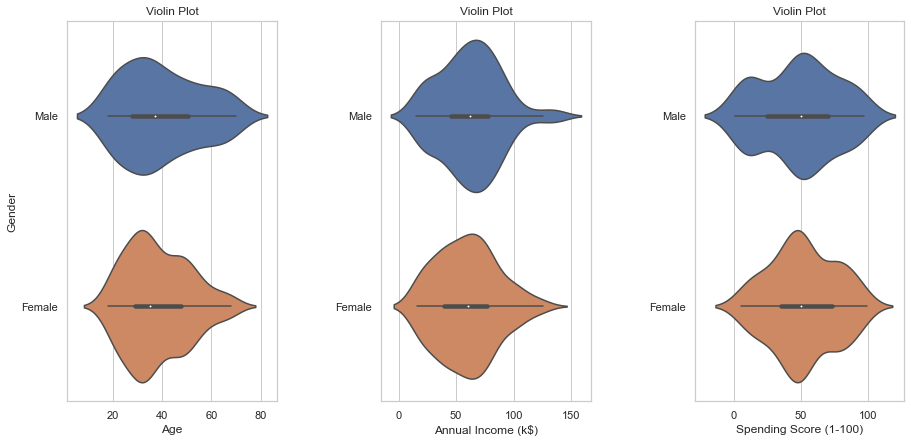 Violin Plot
Violin Plot
Violin Plot
Gender
Male
Female
20 40 60 80
Age
Male
Female
0 50 100 150
Annual Income (k$)
Male
Female
0 50 100
Spending Score (1-100)